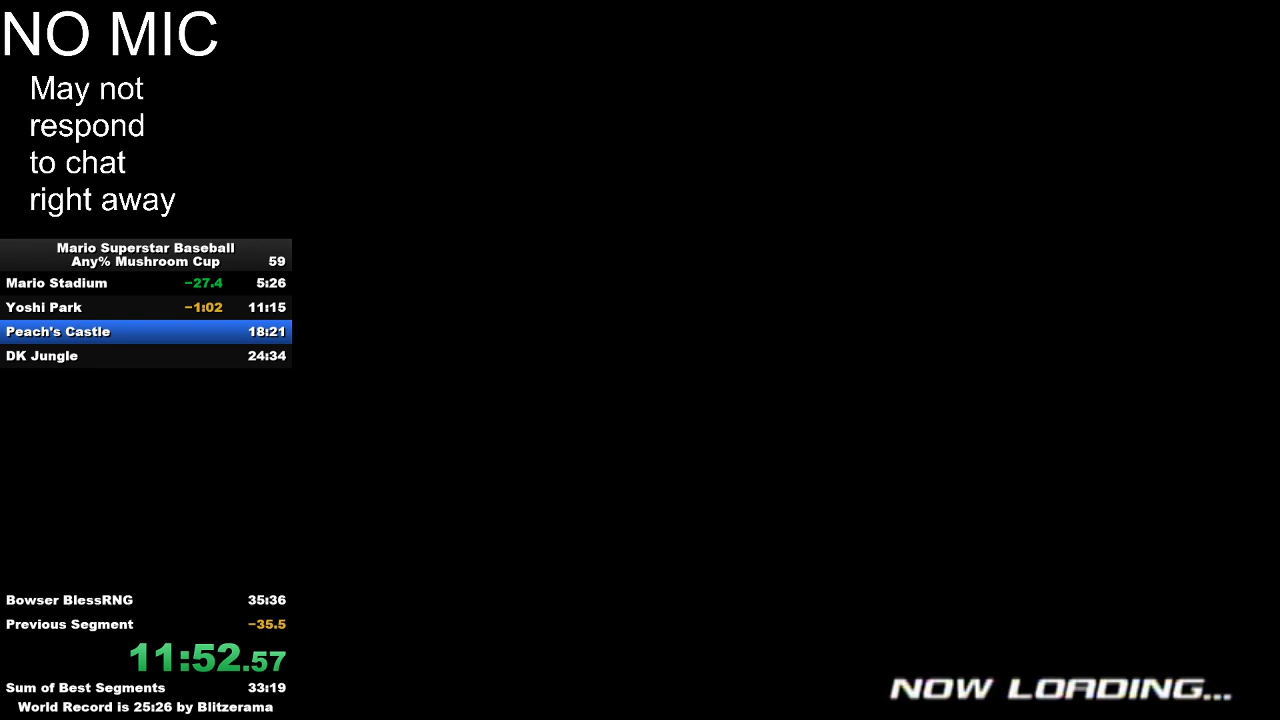 NO MIC
May not
respond
to chat
right away
Mario Superstar Baseball
Any% Mushroom Cup 59
Mario Stadium −27.4 5:26
Yoshi Park −1:02 11:15
Peach's Castle 18:21
DK Jungle 24:34
Bowser BlessRNG 35:36
Previous Segment −35.5
11:52.57
Sum of Best Segments 33:19
World Record is 25:26 by Blitzerama
NOW LOADING...